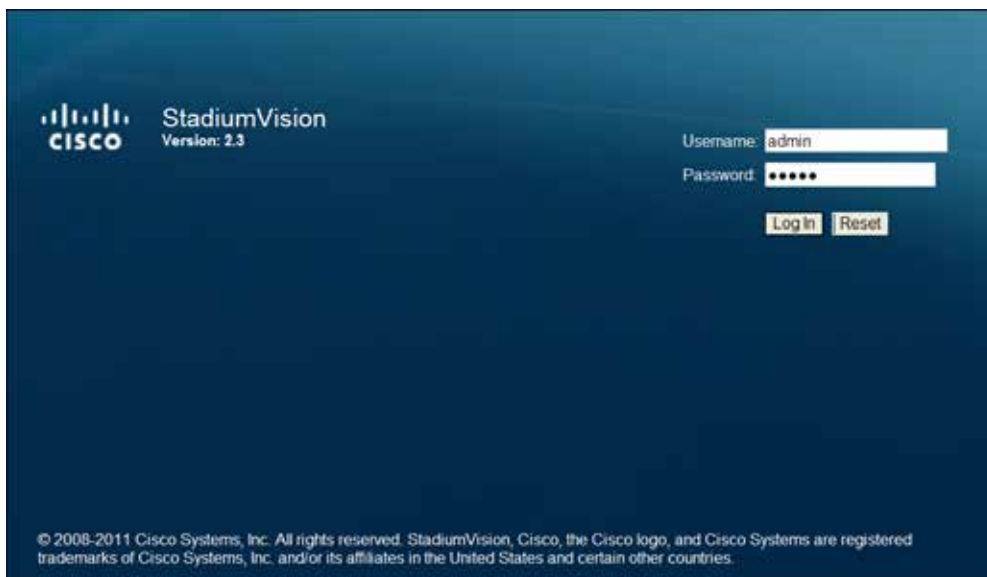 CISCO
StadiumVision
Version: 2.3
Username: admin
Password: •••••
Log In Reset
© 2008-2011 Cisco Systems, Inc. All rights reserved. StadiumVision, Cisco, the Cisco logo, and Cisco Systems are registered
trademarks of Cisco Systems, Inc. and/or its affiliates in the United States and certain other countries.